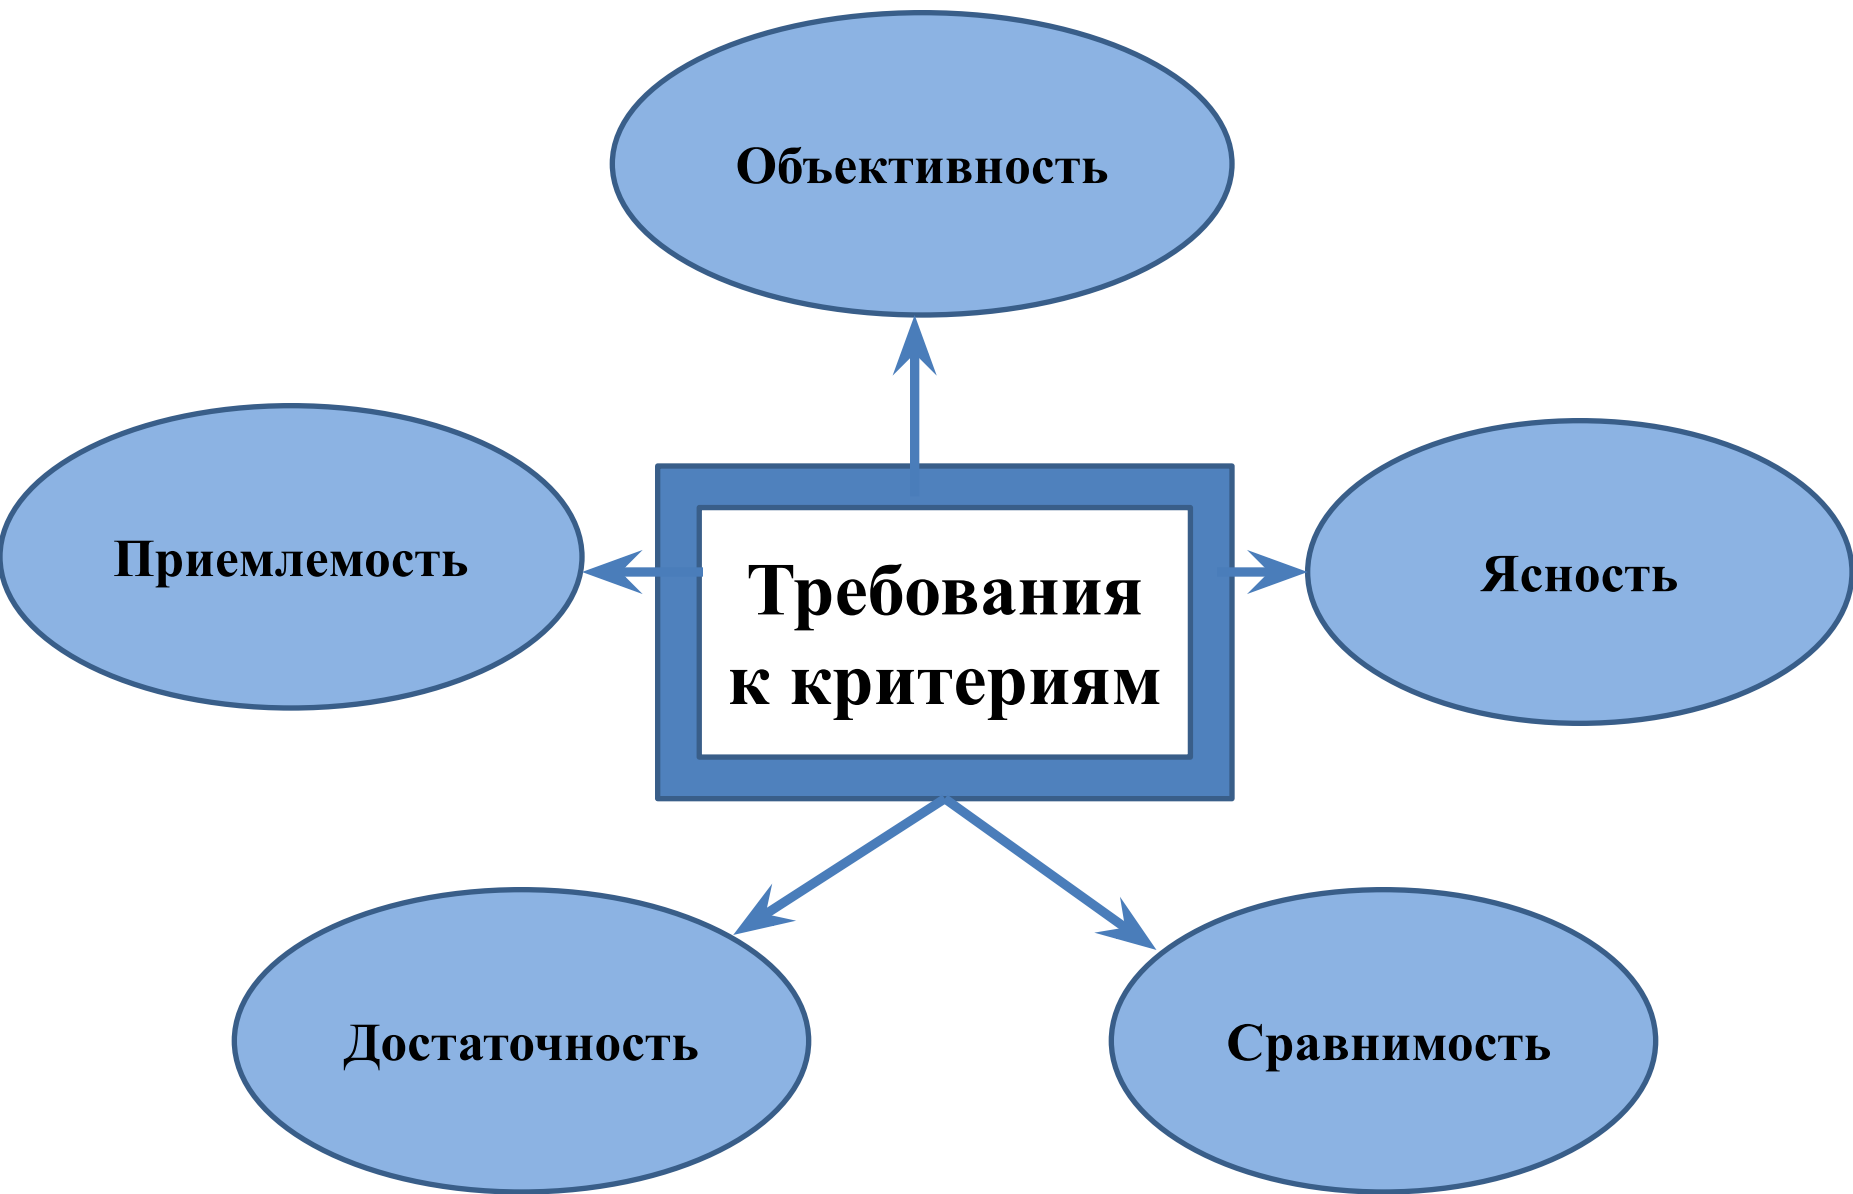 Объективность
Приемлемость
Требования
к критериям
Ясность
Достаточность
Сравнимость